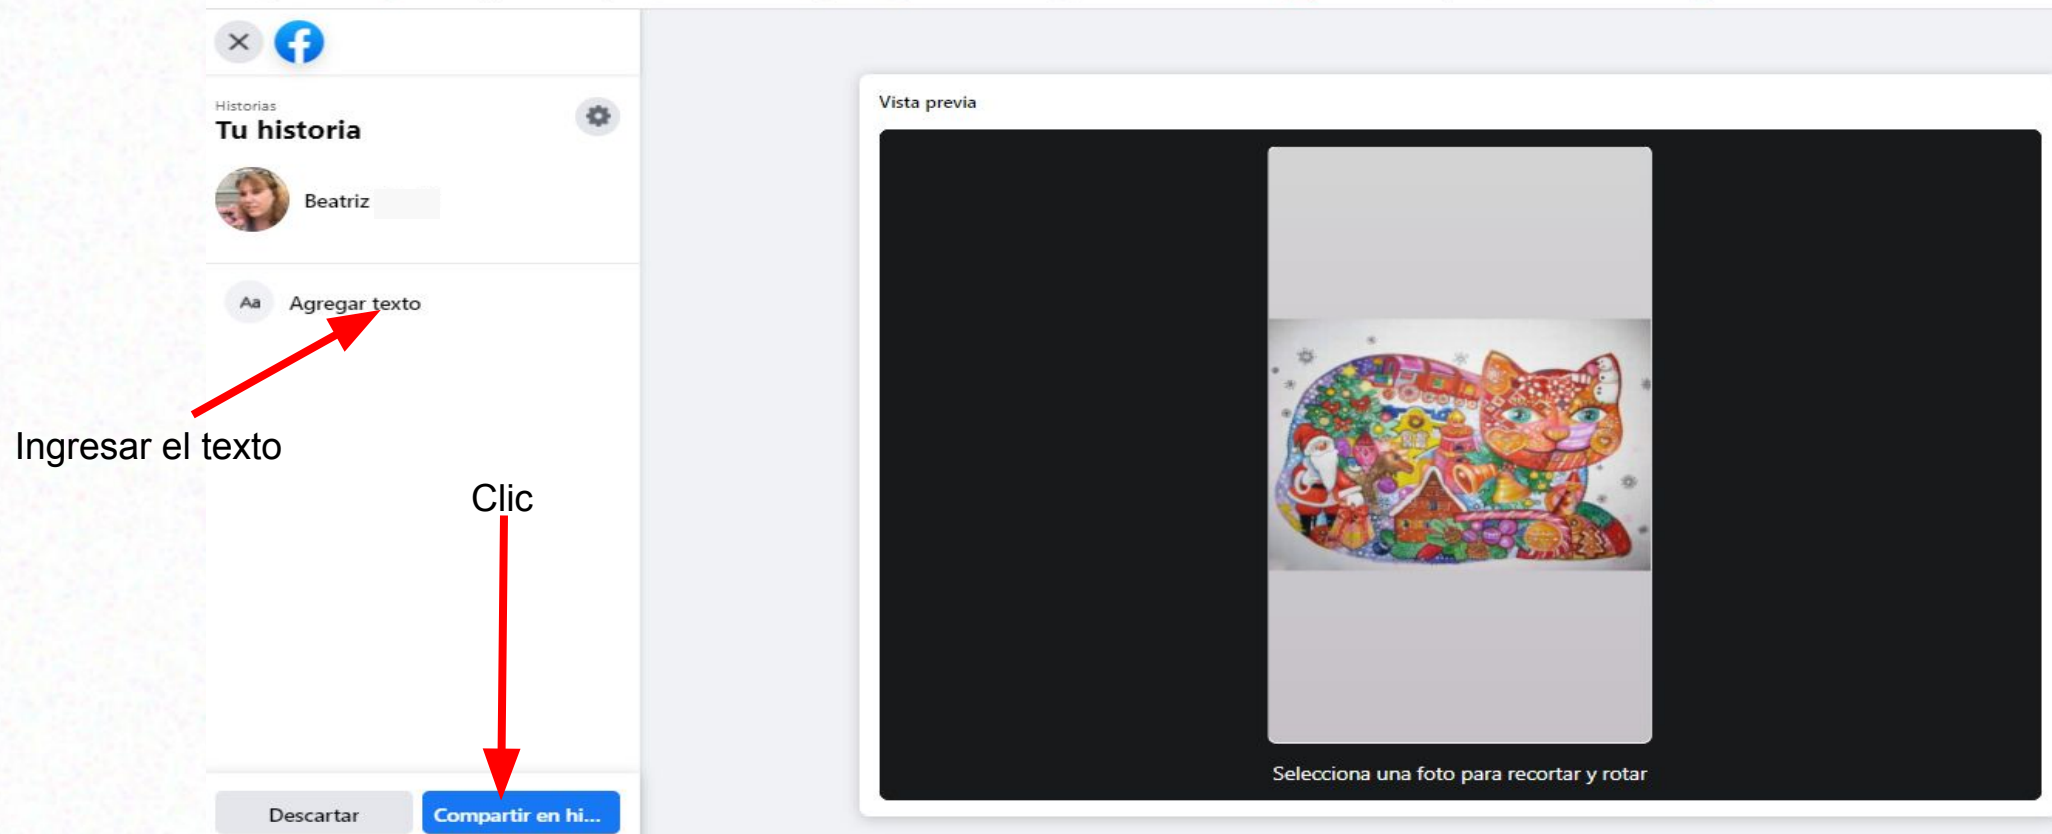 Historias
Tu historia
Beatriz
Aa Agregar texto
Ingresar el texto
Clic
Descartar
Compartir en hi...
Vista previa
Selecciona una foto para recortar y rotar